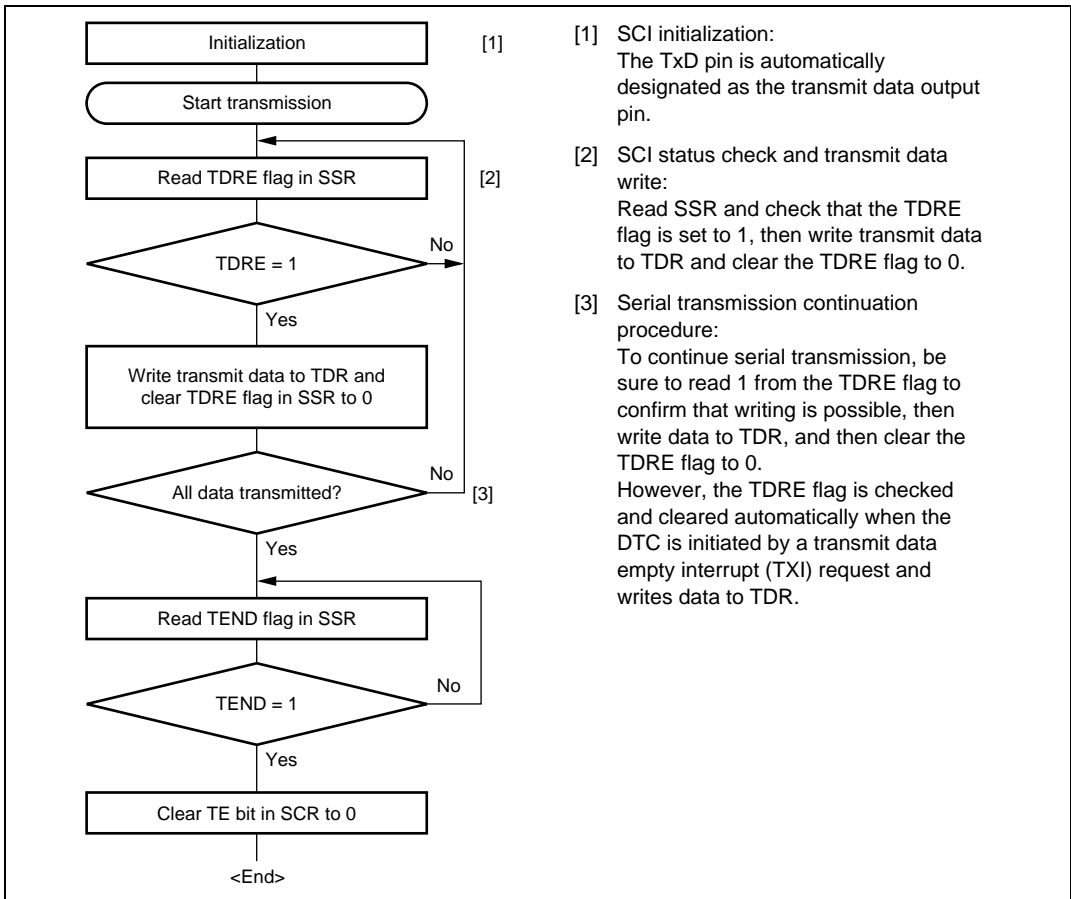 Initialization
[1]
Start transmission
Read TDRE flag in SSR
[2]
TDRE = 1
No
Yes
Write transmit data to TDR and
clear TDRE flag in SSR to 0
All data transmitted?
No
[3]
Yes
Read TEND flag in SSR
TEND = 1
No
Yes
Clear TE bit in SCR to 0
<End>
[1] SCI initialization:
The TxD pin is automatically
designated as the transmit data output
pin.
[2] SCI status check and transmit data
write:
Read SSR and check that the TDRE
flag is set to 1, then write transmit data
to TDR and clear the TDRE flag to 0.
[3] Serial transmission continuation
procedure:
To continue serial transmission, be
sure to read 1 from the TDRE flag to
confirm that writing is possible, then
write data to TDR, and then clear the
TDRE flag to 0.
However, the TDRE flag is checked
and cleared automatically when the
DTC is initiated by a transmit data
empty interrupt (TXI) request and
writes data to TDR.